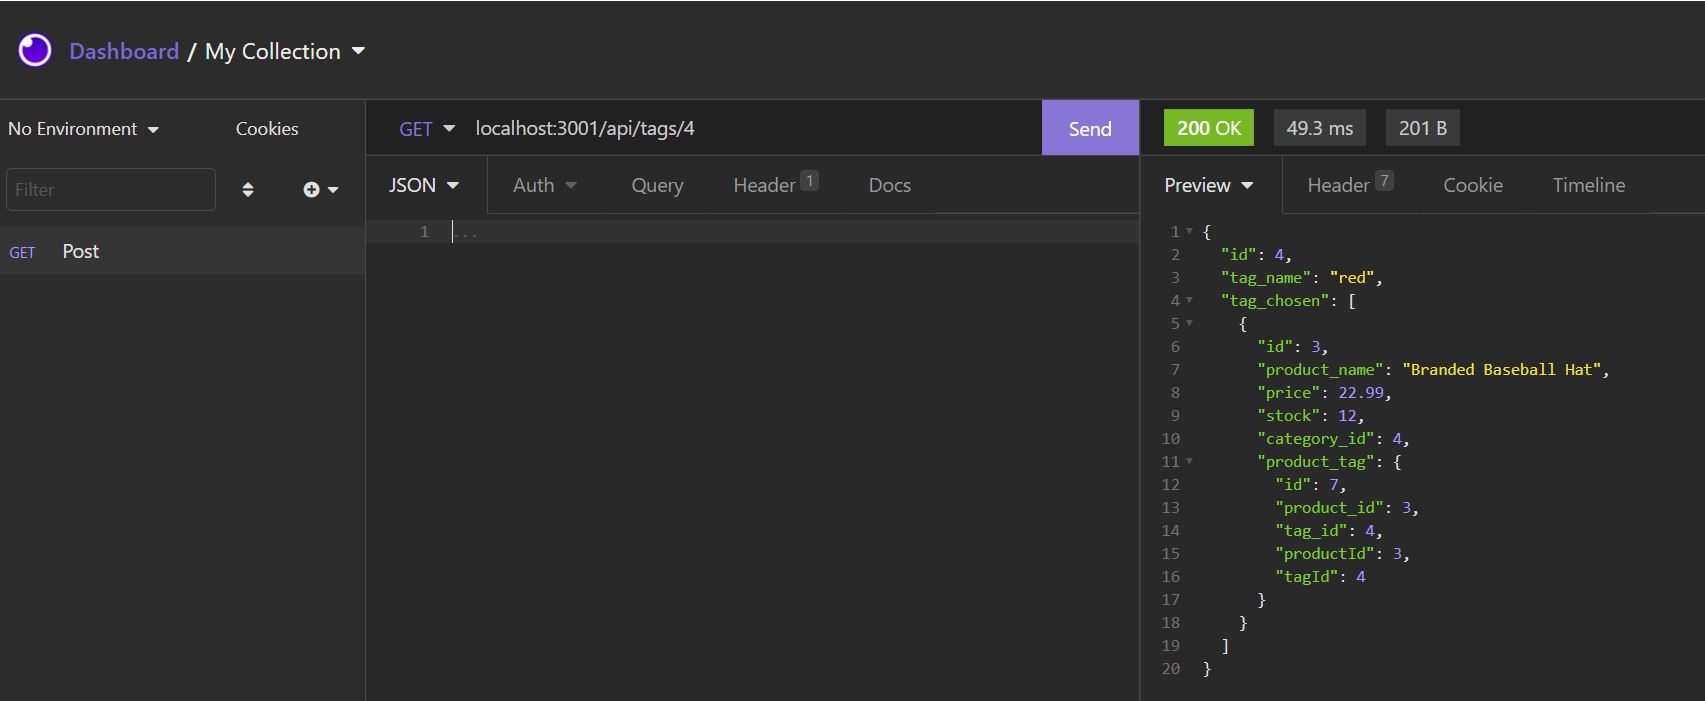 Dashboard / My Collection
No Environment Cookies
GET localhost:3001/api/tags/4 Send
200 OK 49.3 ms 201 B
Filter
JSON Auth Query Header 1 Docs
Preview Header 7 Cookie Timeline
GET Post
1 ...
1 {
2 "id": 4,
3 "tag_name": "red",
4 "tag_chosen": [
5 {
6 "id": 3,
7 "product_name": "Branded Baseball Hat",
8 "price": 22.99,
9 "stock": 12,
10 "category_id": 4,
11 "product_tag": {
12 "id": 7,
13 "product_id": 3,
14 "tag_id": 4,
15 "productId": 3,
16 "tagId": 4
17 }
18 }
19 ]
20 }